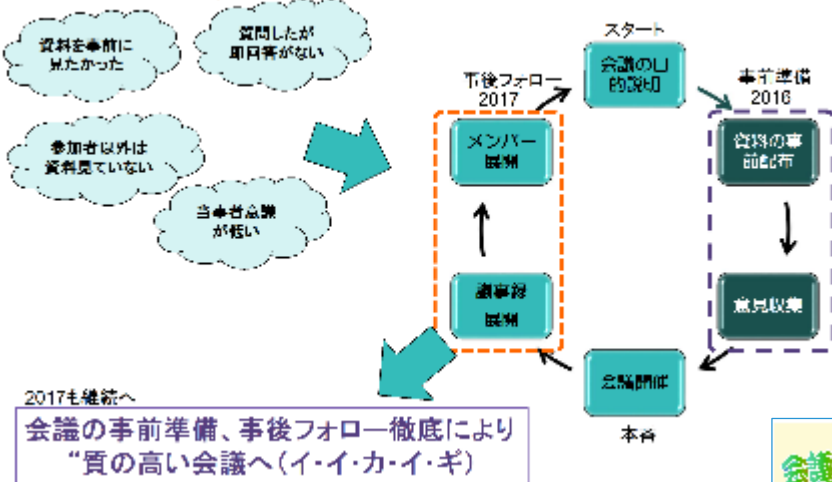 資料を事前に
見たかった
質問したが
即回答がない
参加者以外は
資料見ていない
当事者意識
が低い
スタート
会議の目
的説明
事前準備
2016
資料の事
前配布
意見収集
会議開催
本番
議事録
展開
メンバー
展開
事後フォロー
2017
2017も継続へ
会議の事前準備、事後フォロー徹底により
“質の高い会議へ(イ・イ・カ・イ・ギ)
会議